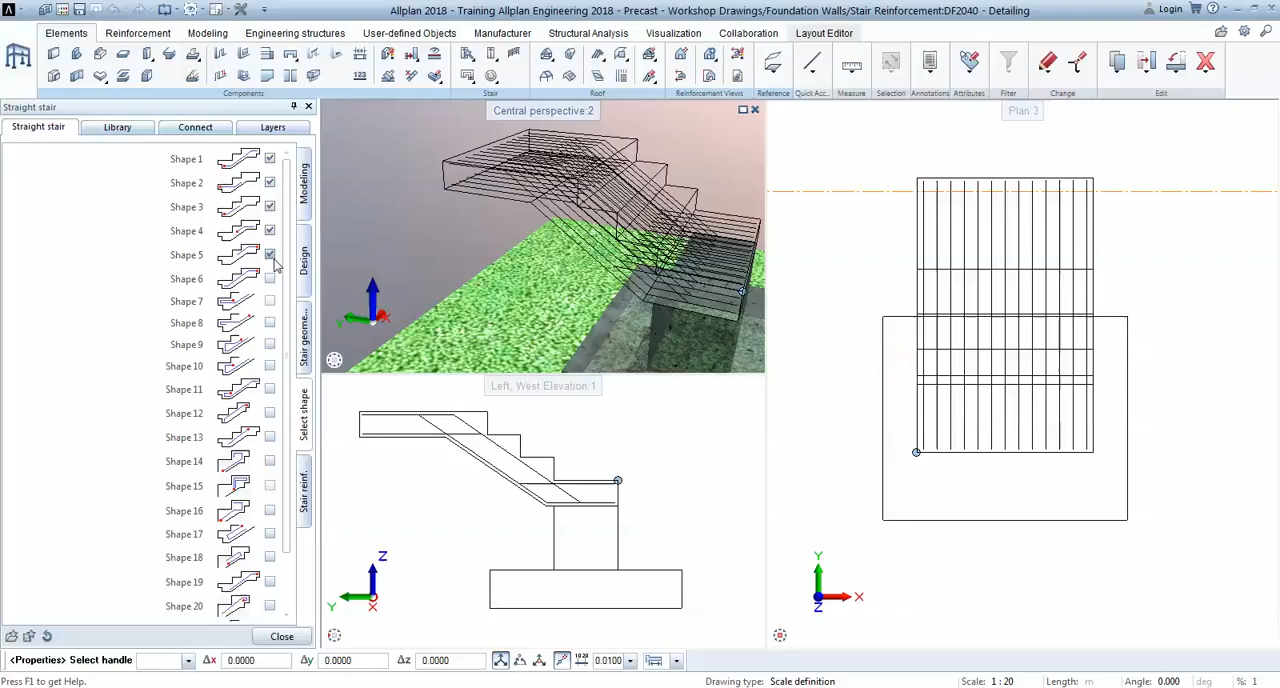 Allplan 2018 - Training Allplan Engineering 2018 - Precast - Workshop Drawings/Foundation Walls/Stair Reinforcement:DF2040 - Detailing
Login
Elements Reinforcement Modeling Engineering structures User-defined Objects Manufacturer Structural Analysis Visualization Collaboration Layout Editor
Components Stair Roof Reinforcement Views Reference Quick Acc... Measure Selection Annotations Attributes Filter Change Edit
Straight stair
Straight stair Library Connect Layers
Central perspective:2
Plan:3
Left, West Elevation:1
Shape 1
Shape 2
Shape 3
Shape 4
Shape 5
Shape 6
Shape 7
Shape 8
Shape 9
Shape 10
Shape 11
Shape 12
Shape 13
Shape 14
Shape 15
Shape 16
Shape 17
Shape 18
Shape 19
Shape 20
Modeling
Design
Stair geome...
Select shape
Stair reinf.
Close
Z
Y
X
Y
X
Z
Y
X
<Properties> Select handle Δx 0.0000 Δy 0.0000 Δz 0.0000 0.0100
Press F1 to get Help. Drawing type: Scale definition Scale: 1 : 20 Length: m Angle: 0.000 deg %: 1